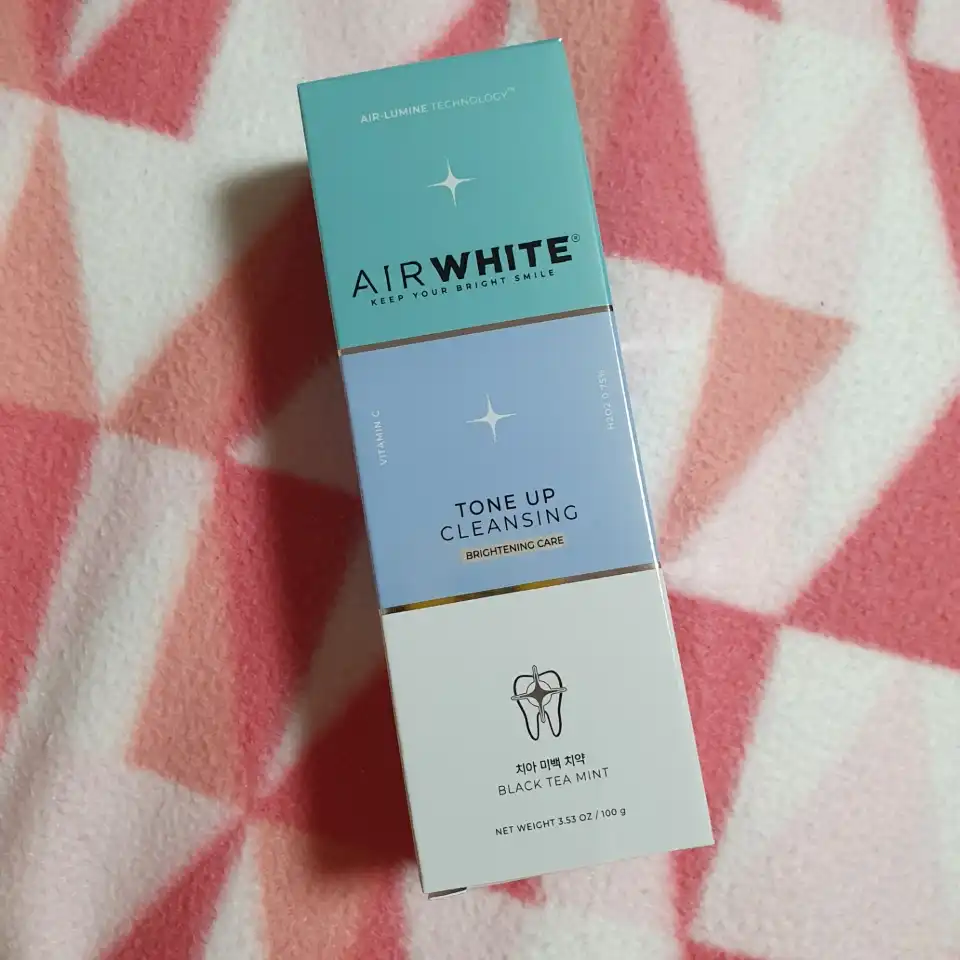 AIR-LUMINE TECHNOLOGY™
AIRWHITE®
KEEP YOUR BRIGHT SMILE
VITAMIN C
H2O2 0.75%
TONE UP
CLEANSING
BRIGHTENING CARE
치아 미백 치약
BLACK TEA MINT
NET WEIGHT 3.53 OZ / 100 g